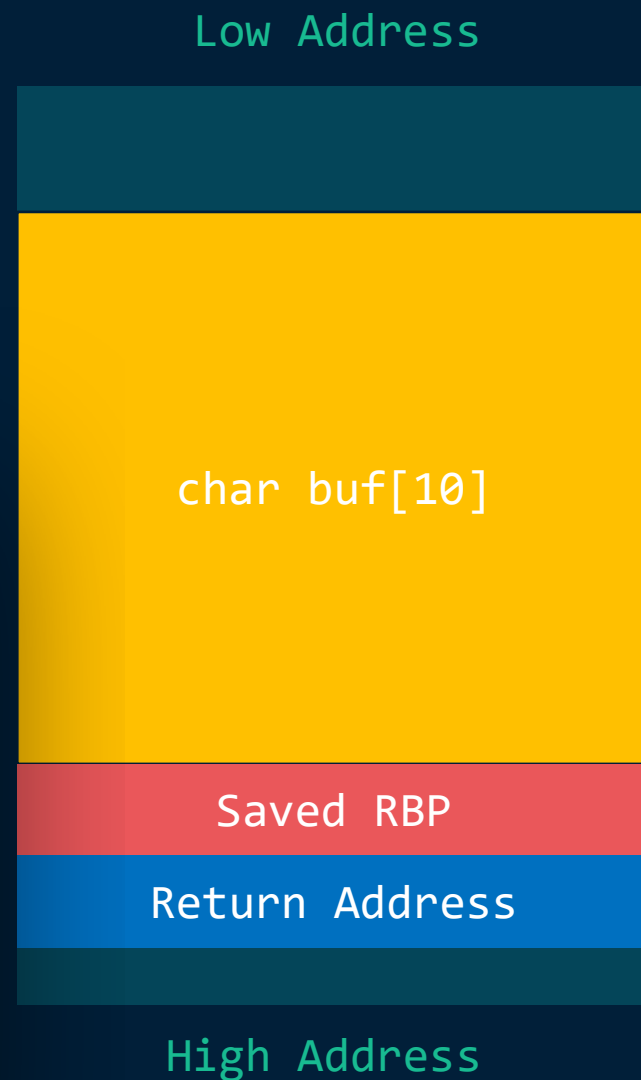 Low Address
char buf[10]
Saved RBP
Return Address
High Address